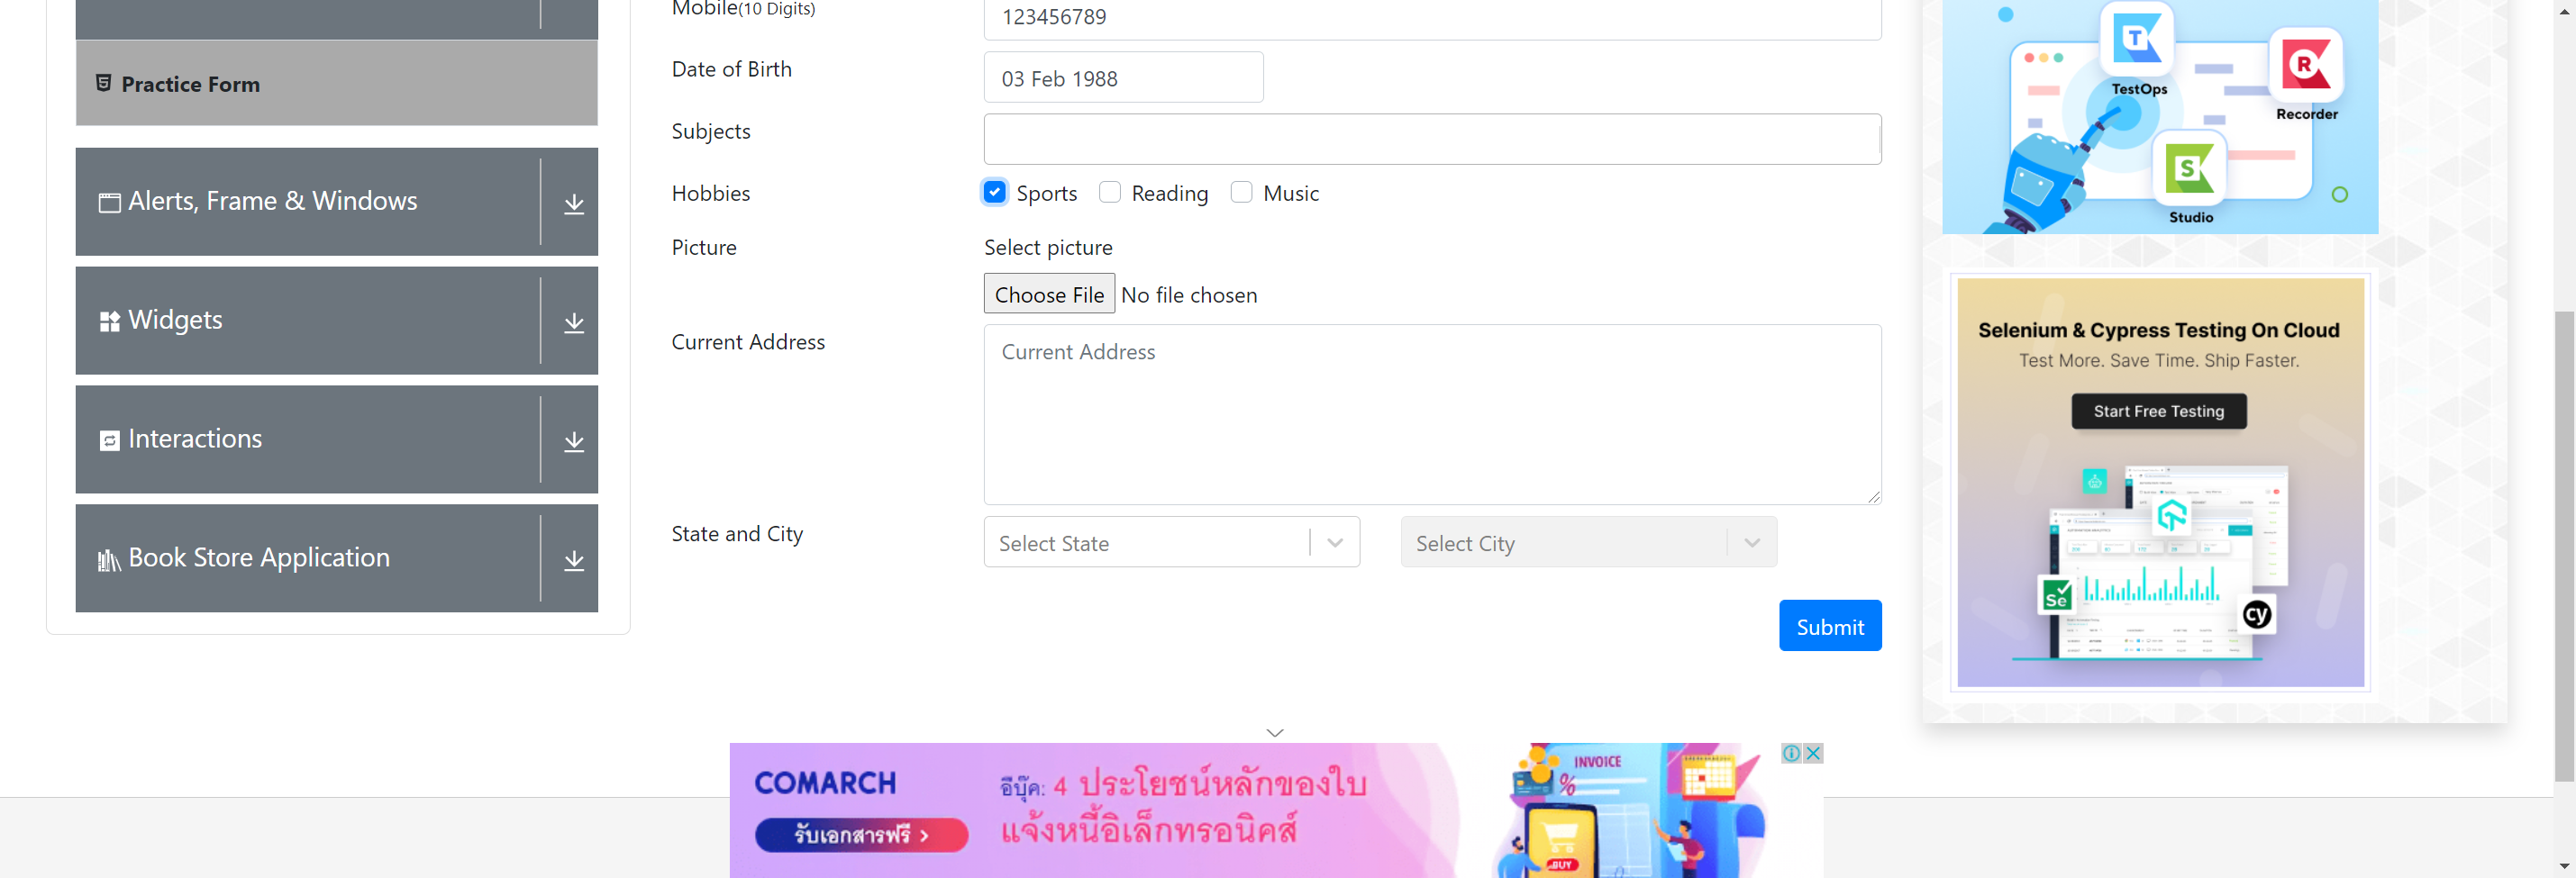 Mobile(10 Digits)
123456789
Practice Form
Date of Birth
03 Feb 1988
Subjects
Hobbies
Sports
Reading
Music
Picture
Select picture
Choose File
No file chosen
Current Address
Current Address
State and City
Select State
Select City
Submit
Alerts, Frame & Windows
Widgets
Interactions
Book Store Application
T
TestOps
R
Recorder
S
Studio
Selenium & Cypress Testing On Cloud
Test More. Save Time. Ship Faster.
Start Free Testing
Se
cy
COMARCH
รับเอกสารฟรี >
อีบุ๊ค: 4 ประโยชน์หลักของใบ
แจ้งหนี้อิเล็กทรอนิคส์
INVOICE
%
BUY